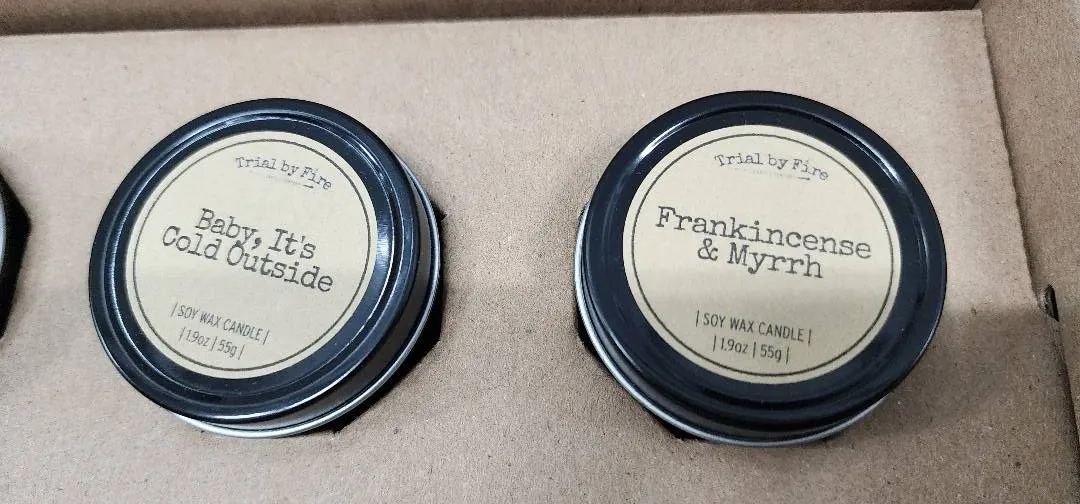 Trial by Fire
Baby, It's
Cold Outside
| SOY WAX CANDLE |
| 1.9oz | 55g |
Trial by Fire
Frankincense
& Myrrh
| SOY WAX CANDLE |
| 1.9oz | 55g |